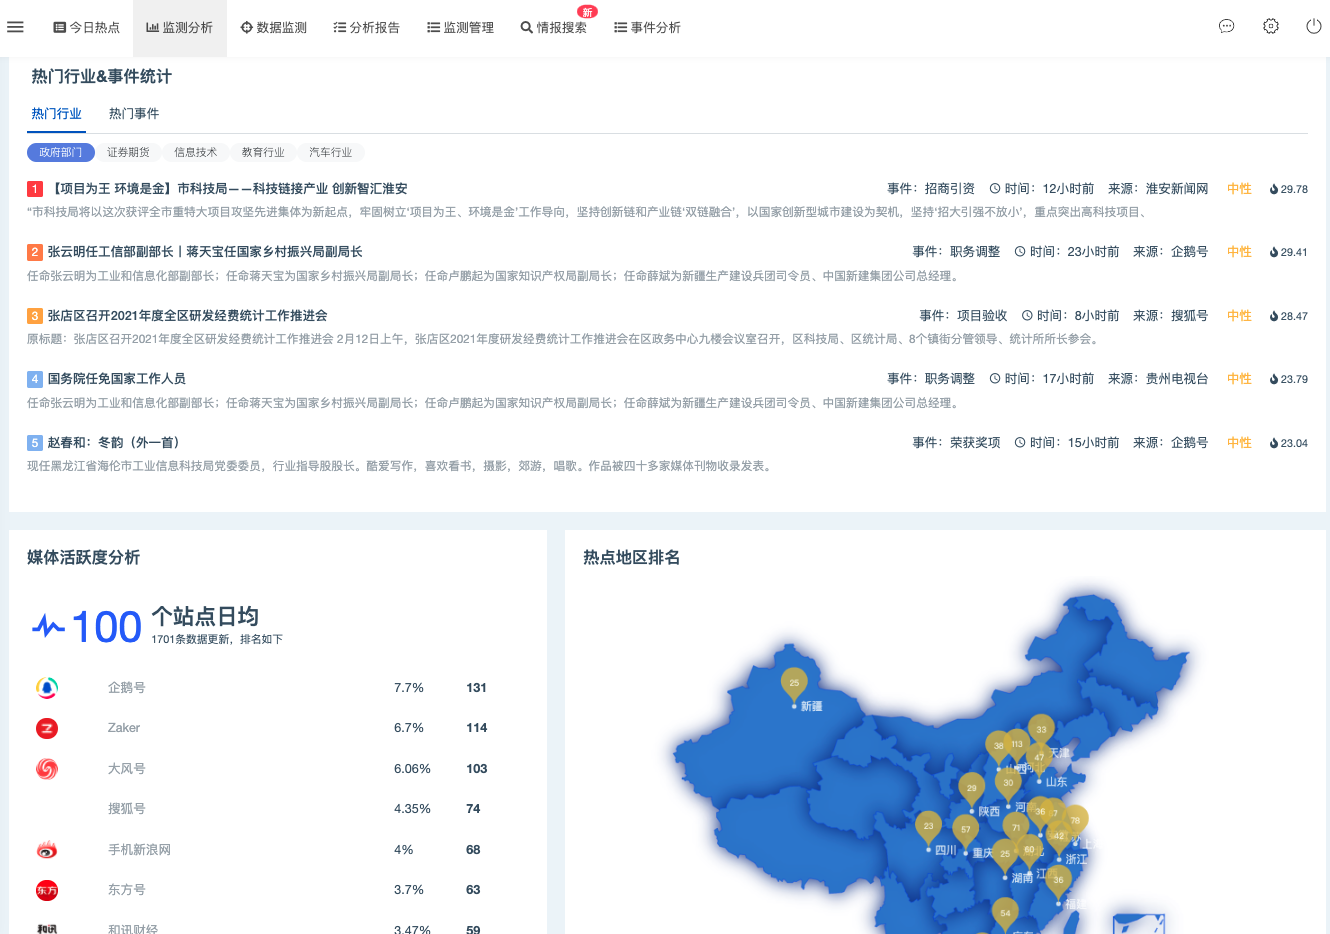 今日热点 监测分析 数据监测 分析报告 监测管理 情报搜索 新 事件分析
热门行业&事件统计
热门行业 热门事件
政府部门 证券期货 信息技术 教育行业 汽车行业
1 【项目为王 环境是金】市科技局——科技链接产业 创新智汇淮安 事件：招商引资 时间：12小时前 来源：淮安新闻网 中性 29.78
“市科技局将以这次获评全市重特大项目攻坚先进集体为新起点，牢固树立‘项目为王、环境是金’工作导向，坚持创新链和产业链‘双链融合’，以国家创新型城市建设为契机，坚持‘招大引强不放小’，重点突出高科技项目、
2 张云明任工信部副部长丨蒋天宝任国家乡村振兴局副局长 事件：职务调整 时间：23小时前 来源：企鹅号 中性 29.41
任命张云明为工业和信息化部副部长；任命蒋天宝为国家乡村振兴局副局长；任命卢鹏起为国家知识产权局副局长；任命薛斌为新疆生产建设兵团司令员、中国新建集团公司总经理。
3 张店区召开2021年度全区研发经费统计工作推进会 事件：项目验收 时间：8小时前 来源：搜狐号 中性 28.47
原标题：张店区召开2021年度全区研发经费统计工作推进会 2月12日上午，张店区2021年度研发经费统计工作推进会在区政务中心九楼会议室召开，区科技局、区统计局、8个镇街分管领导、统计所所长参会。
4 国务院任免国家工作人员 事件：职务调整 时间：17小时前 来源：贵州电视台 中性 23.79
任命张云明为工业和信息化部副部长；任命蒋天宝为国家乡村振兴局副局长；任命卢鹏起为国家知识产权局副局长；任命薛斌为新疆生产建设兵团司令员、中国新建集团公司总经理。
5 赵春和：冬韵（外一首） 事件：荣获奖项 时间：15小时前 来源：企鹅号 中性 23.04
现任黑龙江省海伦市工业信息科技局党委委员，行业指导股股长。酷爱写作，喜欢看书，摄影，郊游，唱歌。作品被四十多家媒体刊物收录发表。
媒体活跃度分析
100 个站点日均
1701条数据更新，排名如下
企鹅号 7.7% 131
Zaker 6.7% 114
大风号 6.06% 103
搜狐号 4.35% 74
手机新浪网 4% 68
东方 东方号 3.7% 63
和讯 和讯财经 3.47% 59
热点地区排名
25
新疆
33
38 113
天津
47
山东
30
29
陕西
河南
36
78
23 57 71
42
四川 重庆
25 60
浙江
湖南
36
福建
54